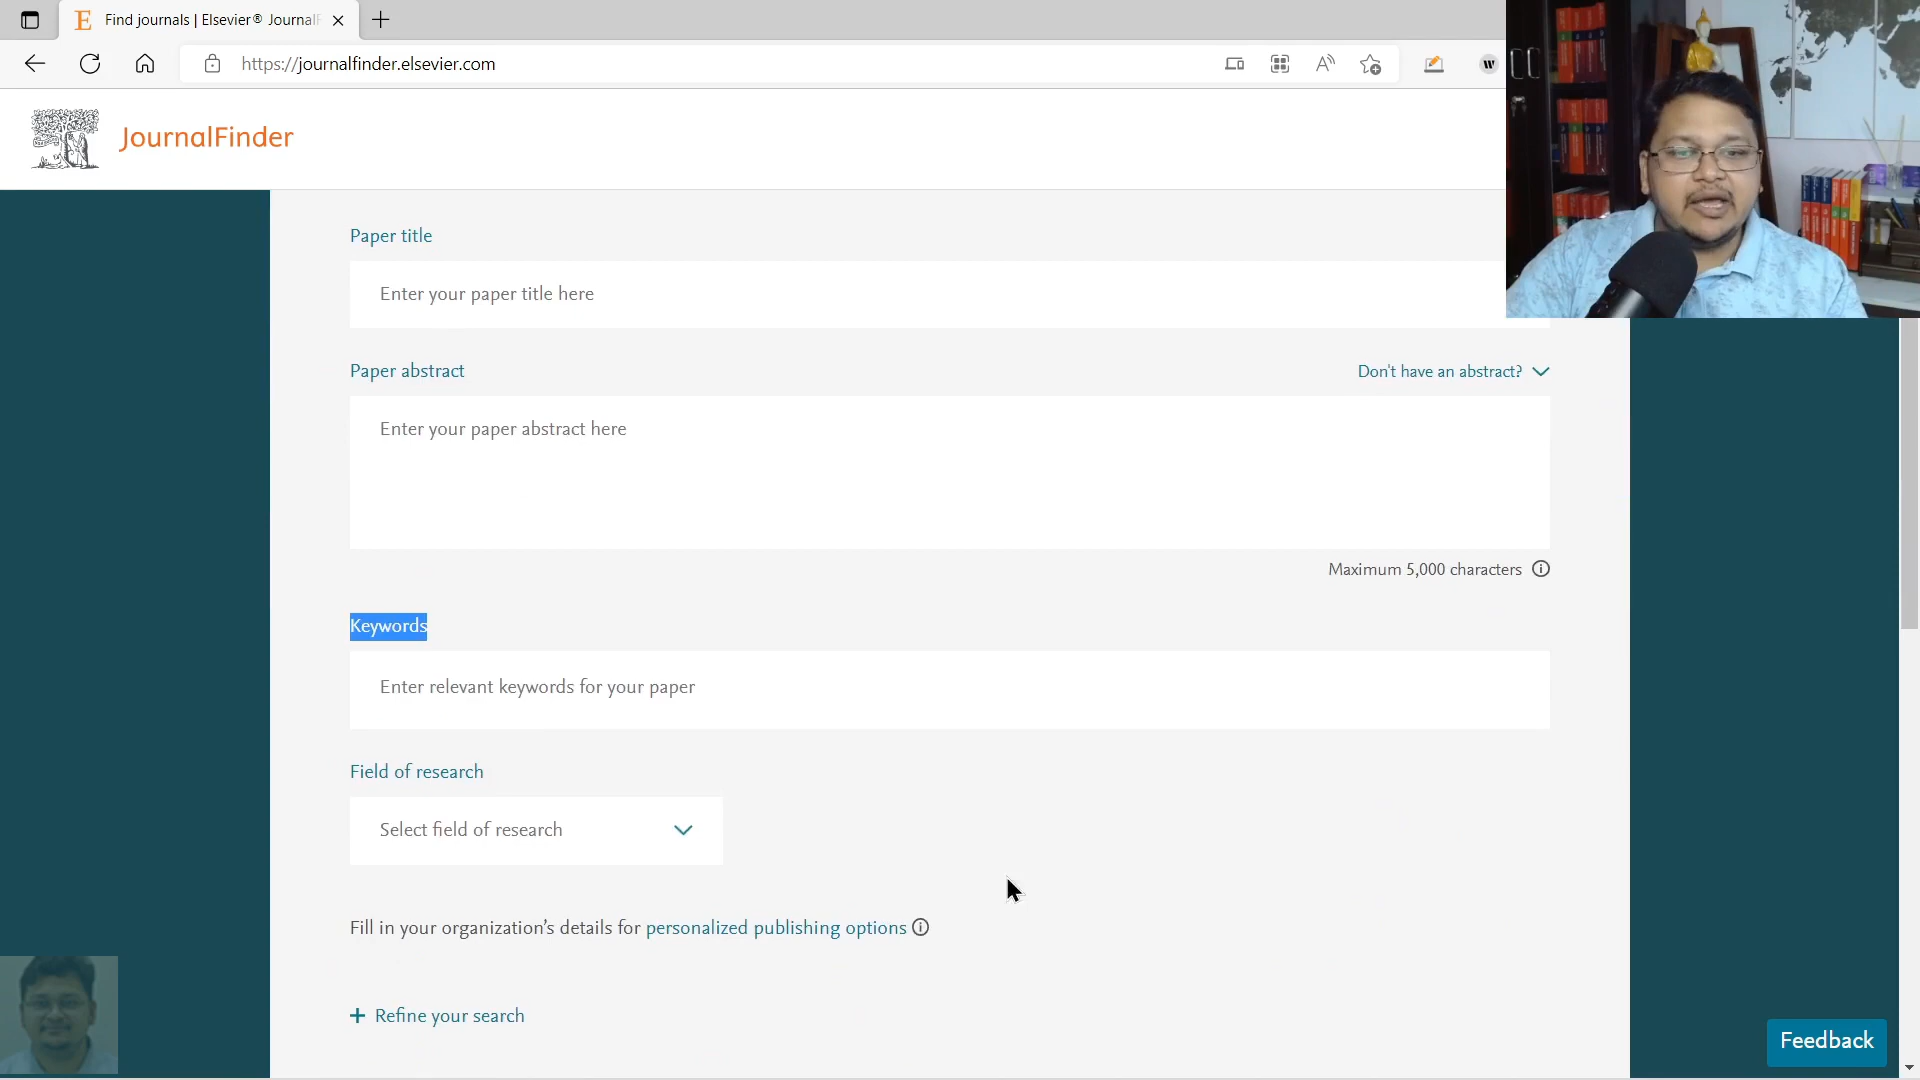 Find journals | Elsevier® JournalF
https://journalfinder.elsevier.com
W
JournalFinder
Paper title
Enter your paper title here
Paper abstract
Don't have an abstract?
Enter your paper abstract here
Maximum 5,000 characters
Keywords
Enter relevant keywords for your paper
Field of research
Select field of research
Fill in your organization’s details for personalized publishing options
+ Refine your search
Feedback